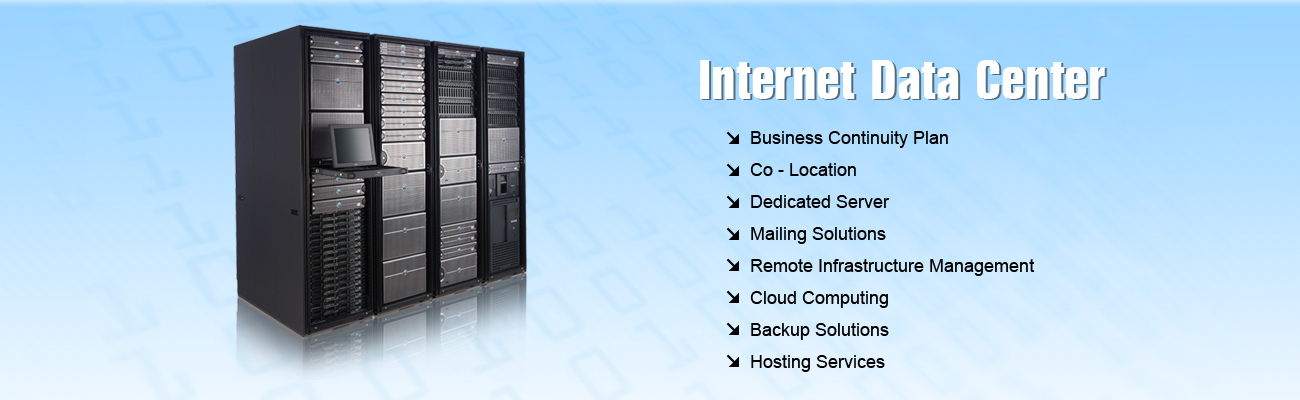 Internet Data Center
Business Continuity Plan
Co - Location
Dedicated Server
Mailing Solutions
Remote Infrastructure Management
Cloud Computing
Backup Solutions
Hosting Services